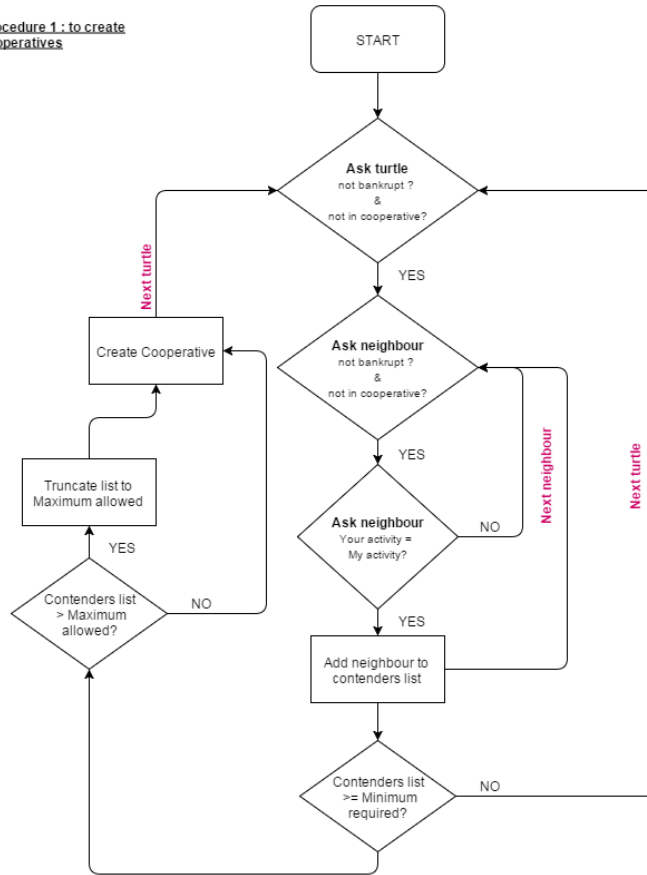 cedure 1 : to create
operatives
START
Ask turtle
not bankrupt ?
&
not in cooperative?
YES
Next turtle
Create Cooperative
Ask neighbour
not bankrupt ?
&
not in cooperative?
YES
Next neighbour
Next turtle
Truncate list to
Maximum allowed
Ask neighbour
Your activity =
My activity?
NO
YES
Contenders list
> Maximum
allowed?
NO
YES
Add neighbour to
contenders list
Contenders list
>= Minimum
required?
NO